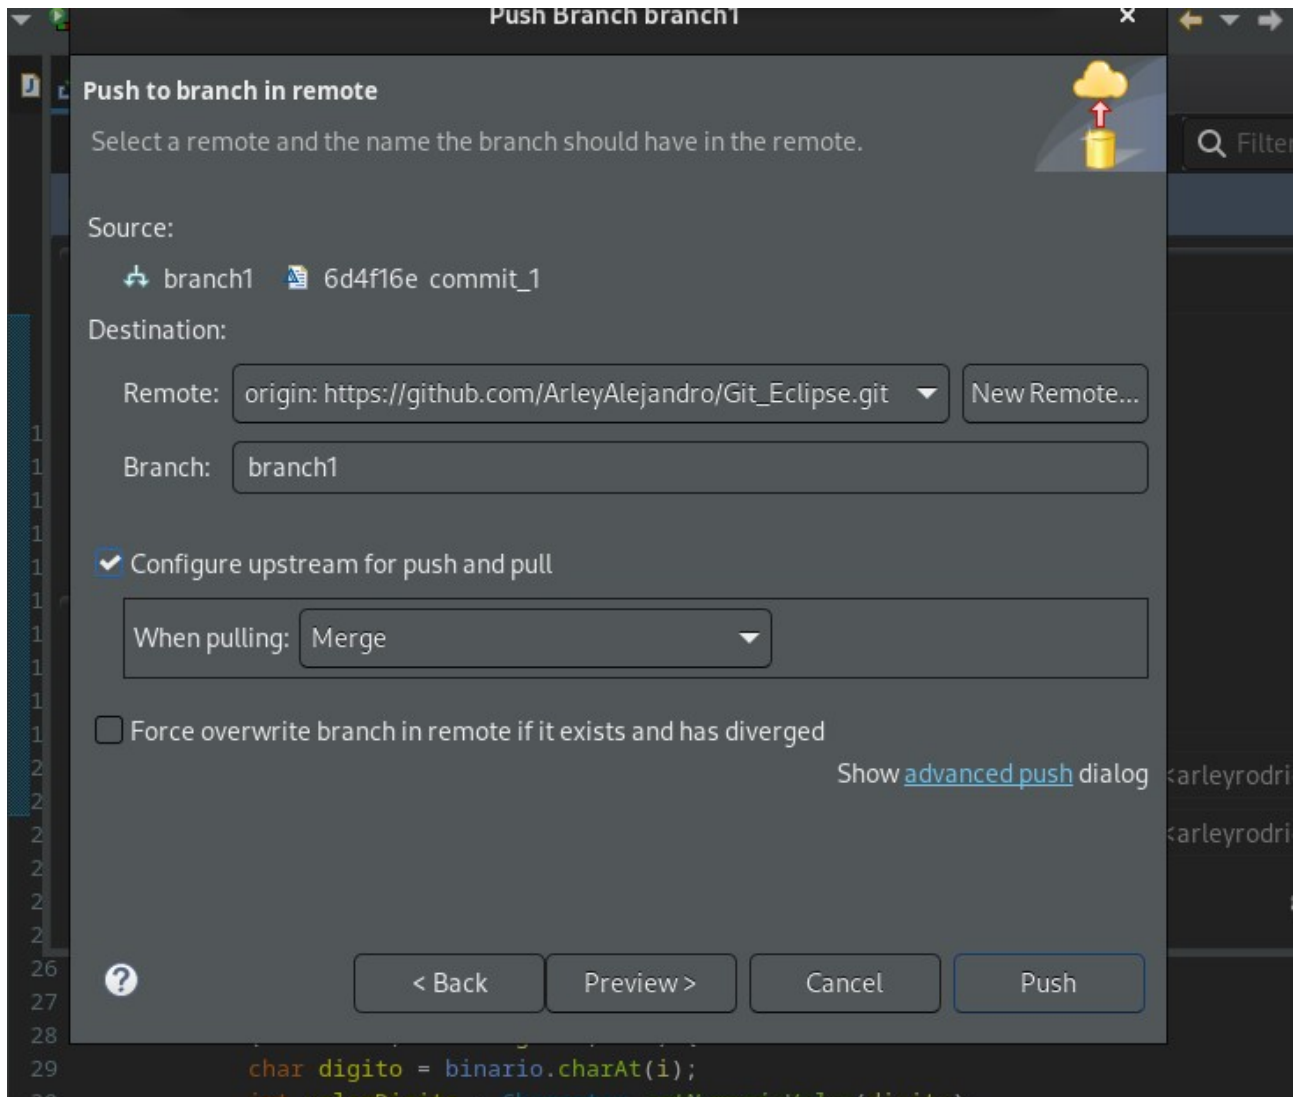 Push Branch branch1
Push to branch in remote
Select a remote and the name the branch should have in the remote.
Filter
Source:
branch1 6d4f16e commit_1
Destination:
Remote: origin: https://github.com/ArleyAlejandro/Git_Eclipse.git New Remote...
Branch: branch1
Configure upstream for push and pull
When pulling: Merge
Force overwrite branch in remote if it exists and has diverged
Show advanced push dialog
<arleyrodri
<arleyrodri
< Back Preview > Cancel Push
26
27
28
29 char digito = binario.charAt(i);